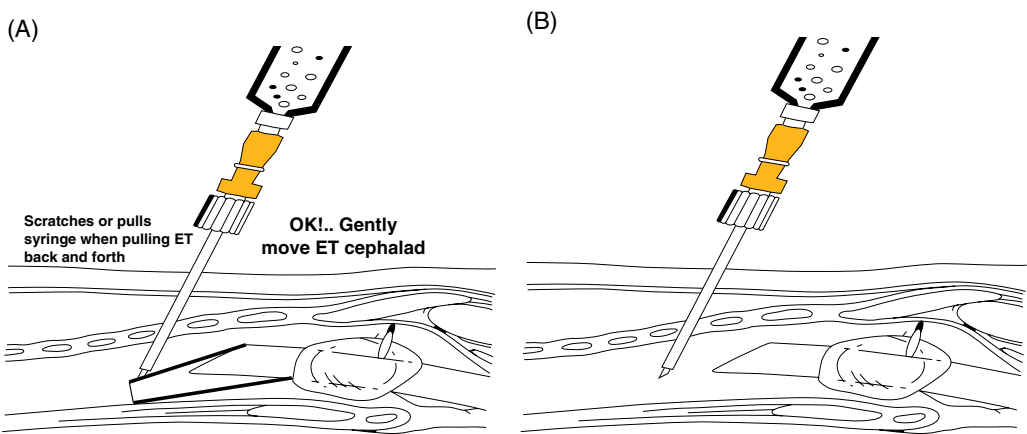 (A)
(B)
Scratches or pulls
syringe when pulling ET
back and forth
OK!.. Gently
move ET cephalad